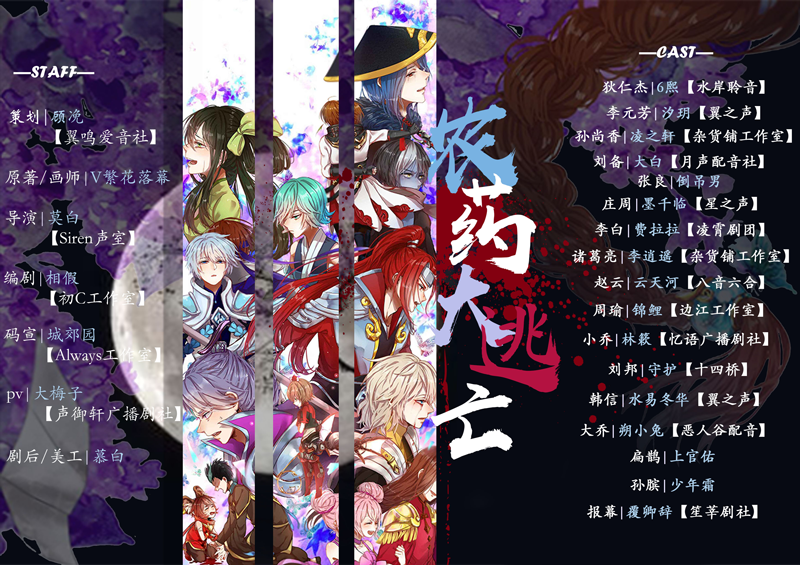 —STAFF—
策划|顾浼
【翼鸣爱音社】
原著/画师|V繁花落幕
导演|莫白
【Siren声室】
编剧|相假
【初C工作室】
码宣|城郊园
【Always工作室】
pv|大梅子
【声御轩广播剧社】
剧后/美工|慕白
农药大逃亡
—CAST—
狄仁杰|6熙【水岸聆音】
李元芳|汐玥【翼之声】
孙尚香|凌之轩【杂货铺工作室】
刘备|大白【月声配音社】
张良|倒吊男
庄周|墨千临【星之声】
李白|费拉拉【凌霄剧团】
诸葛亮|李逍遥【杂货铺工作室】
赵云|云天河【八音六合】
周瑜|锦鲤【边江工作室】
小乔|林簌【忆语广播剧社】
刘邦|守护【十四桥】
韩信|水易冬华【翼之声】
大乔|朔小兔【恶人谷配音】
扁鹊|上官佑
孙膑|少年霜
报幕|覆卿辞【笙莘剧社】